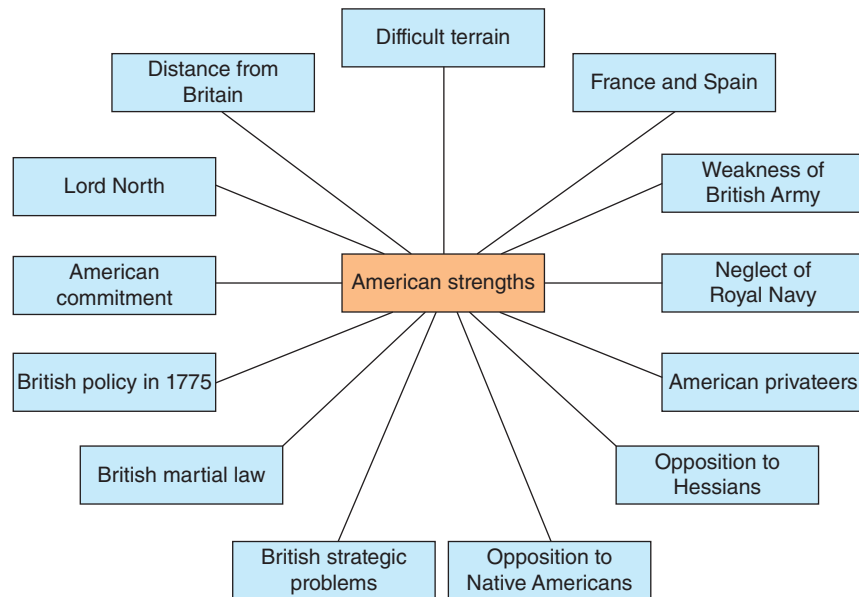 Difficult terrain
Distance from
Britain
France and Spain
Lord North
Weakness of
British Army
American
commitment
American strengths
Neglect of
Royal Navy
British policy in 1775
American privateers
British martial law
Opposition to
Hessians
British strategic
problems
Opposition to
Native Americans